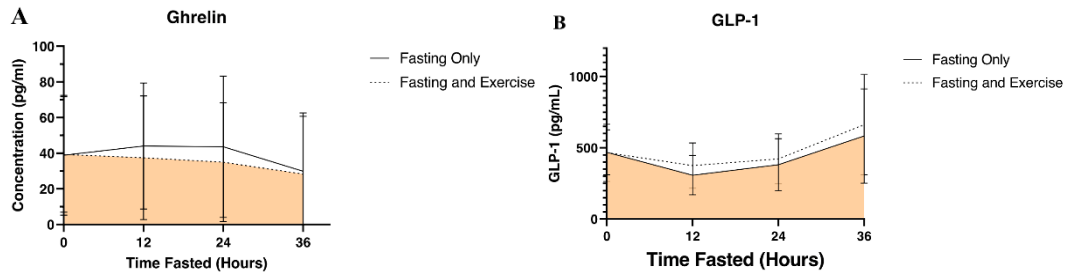 A
Ghrelin
100
80
60
40
20
0
Concentration (pg/ml)
0 12 24 36
Time Fasted (Hours)
Fasting Only
Fasting and Exercise
B
GLP-1
1000
500
0
GLP-1 (pg/mL)
0 12 24 36
Time Fasted (Hours)
Fasting Only
Fasting and Exercise